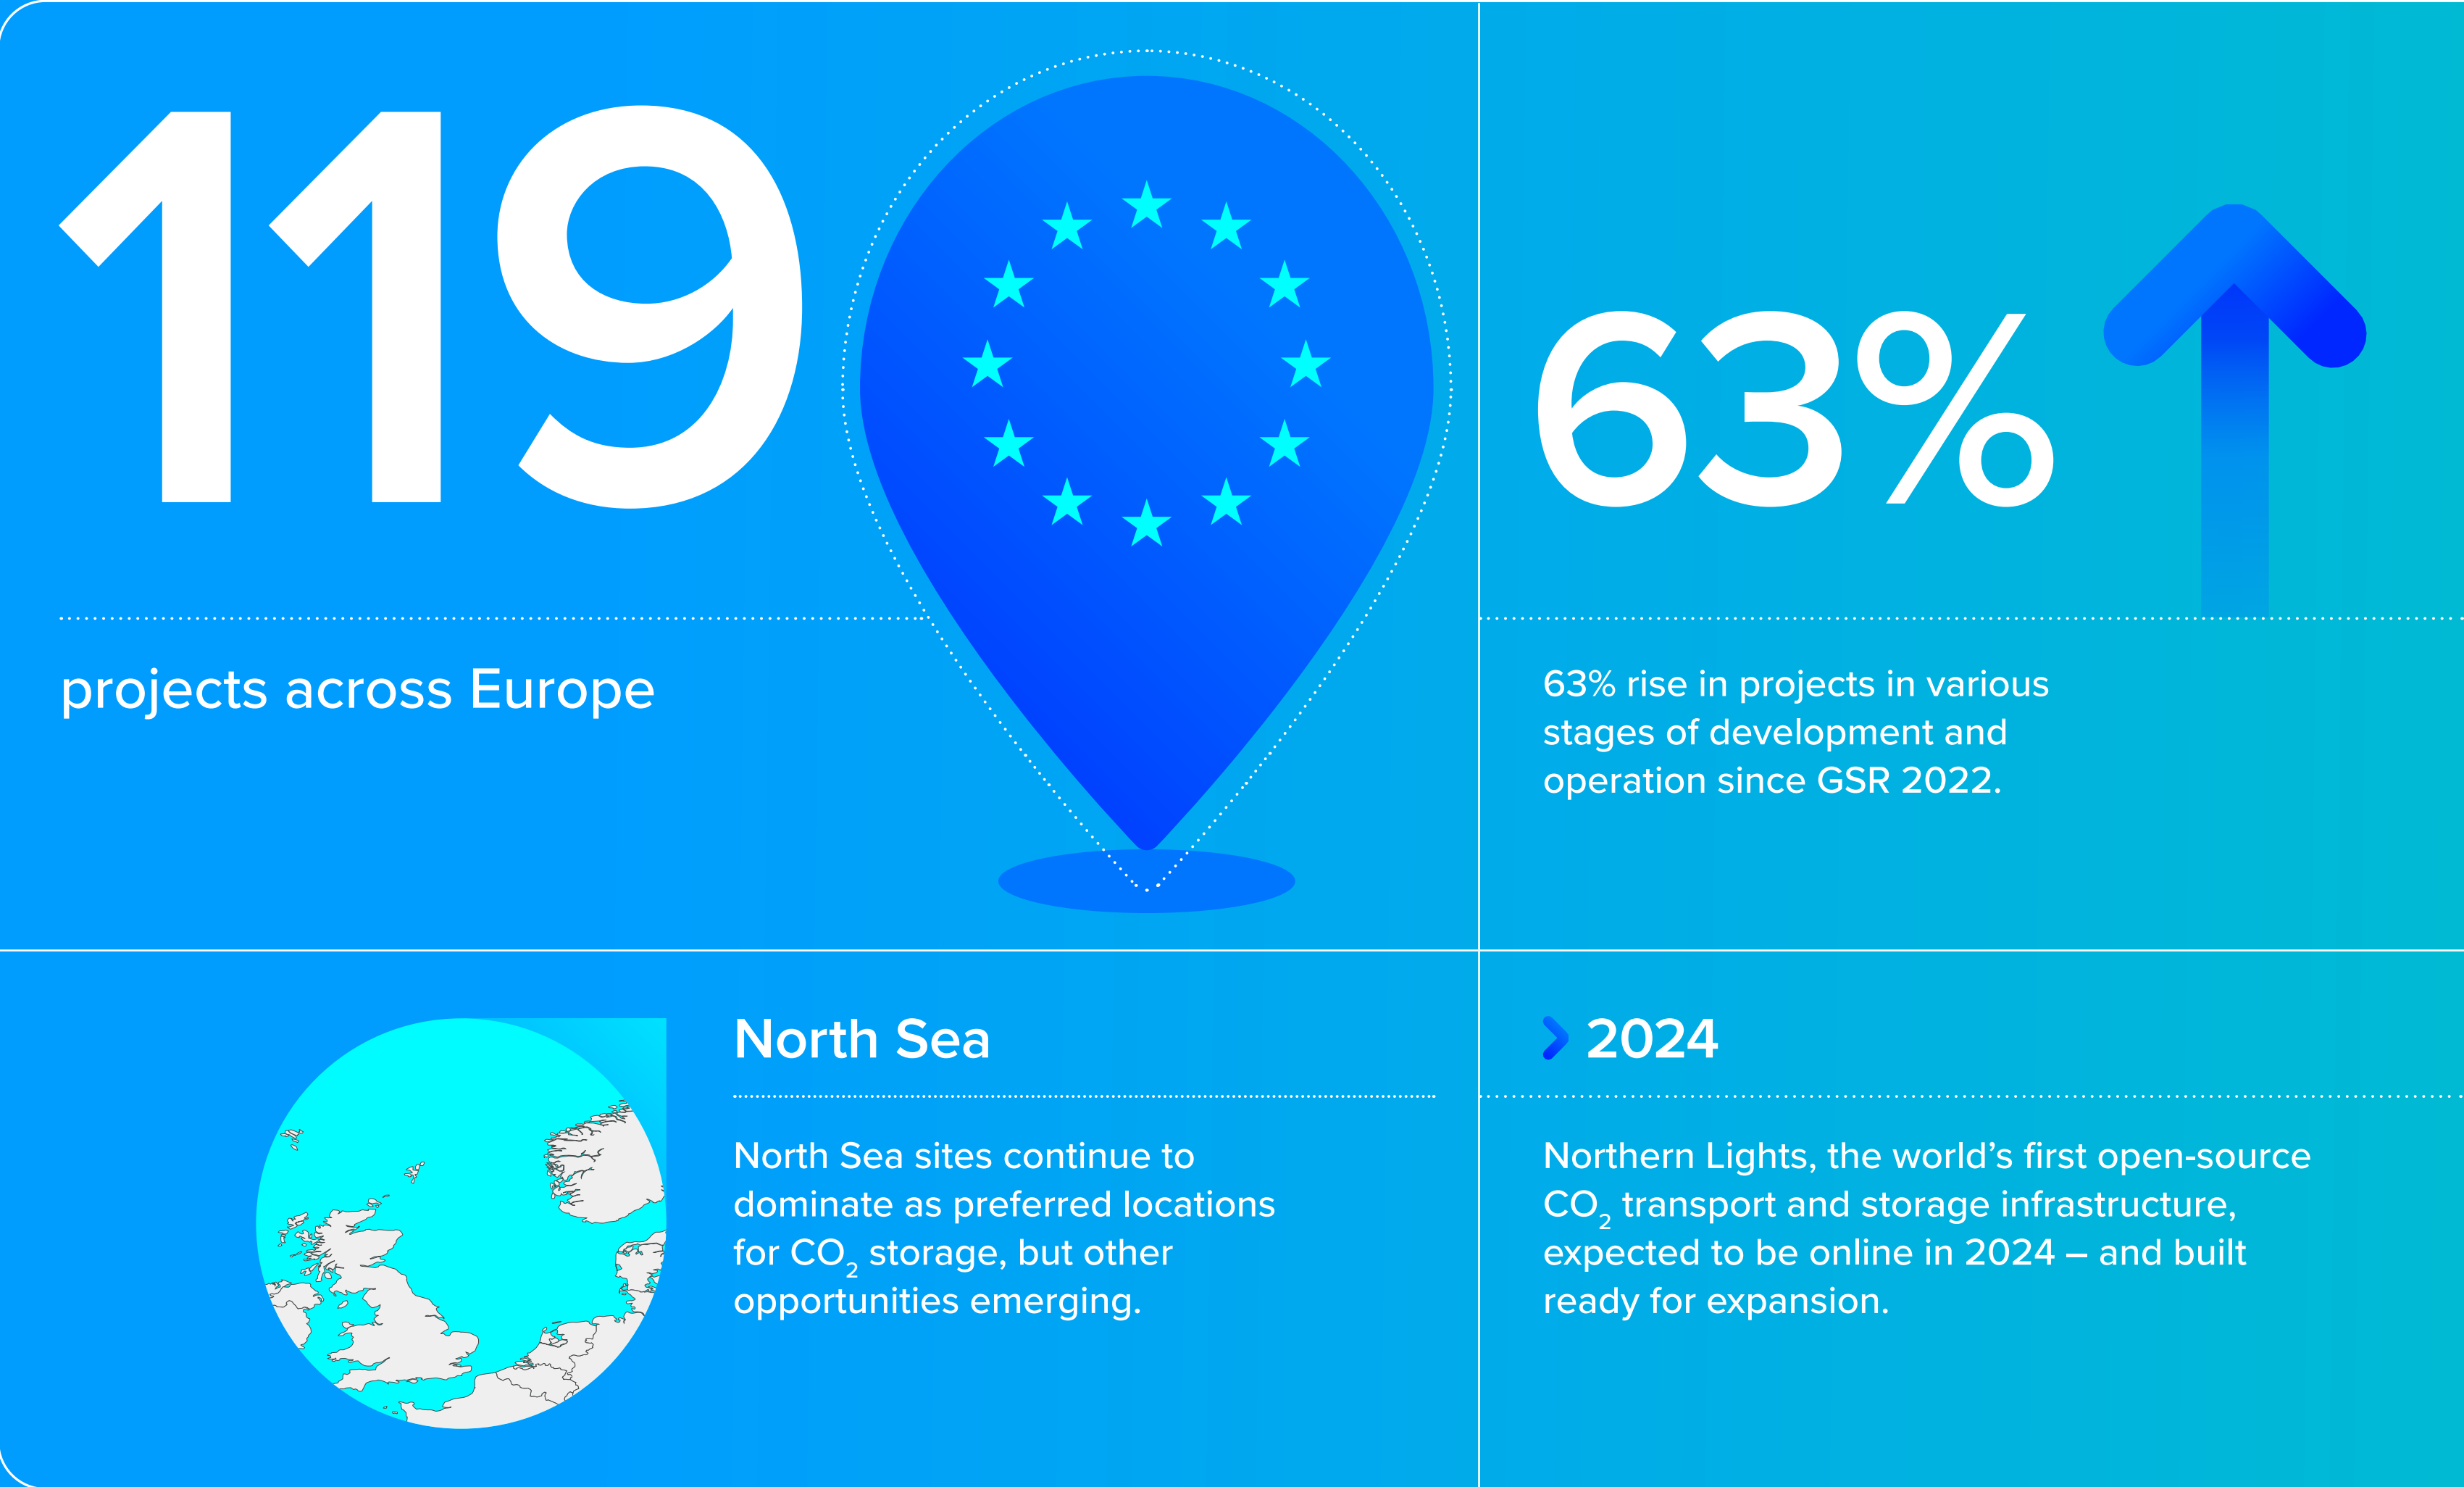 119
projects across Europe
63%
63% rise in projects in various
stages of development and
operation since GSR 2022.
North Sea
North Sea sites continue to
dominate as preferred locations
for CO₂ storage, but other
opportunities emerging.
2024
Northern Lights, the world’s first open-source
CO₂ transport and storage infrastructure,
expected to be online in 2024 – and built
ready for expansion.